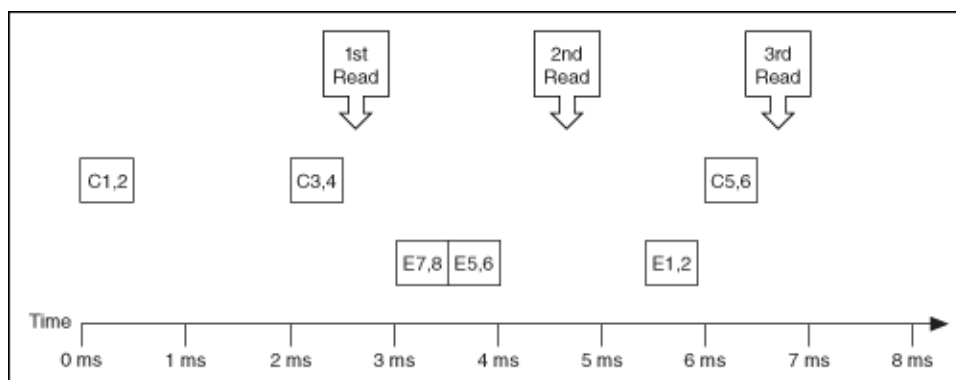 1st
Read
2nd
Read
3rd
Read
C1,2
C3,4
C5,6
E7,8
E5,6
E1,2
Time
0 ms
1 ms
2 ms
3 ms
4 ms
5 ms
6 ms
7 ms
8 ms